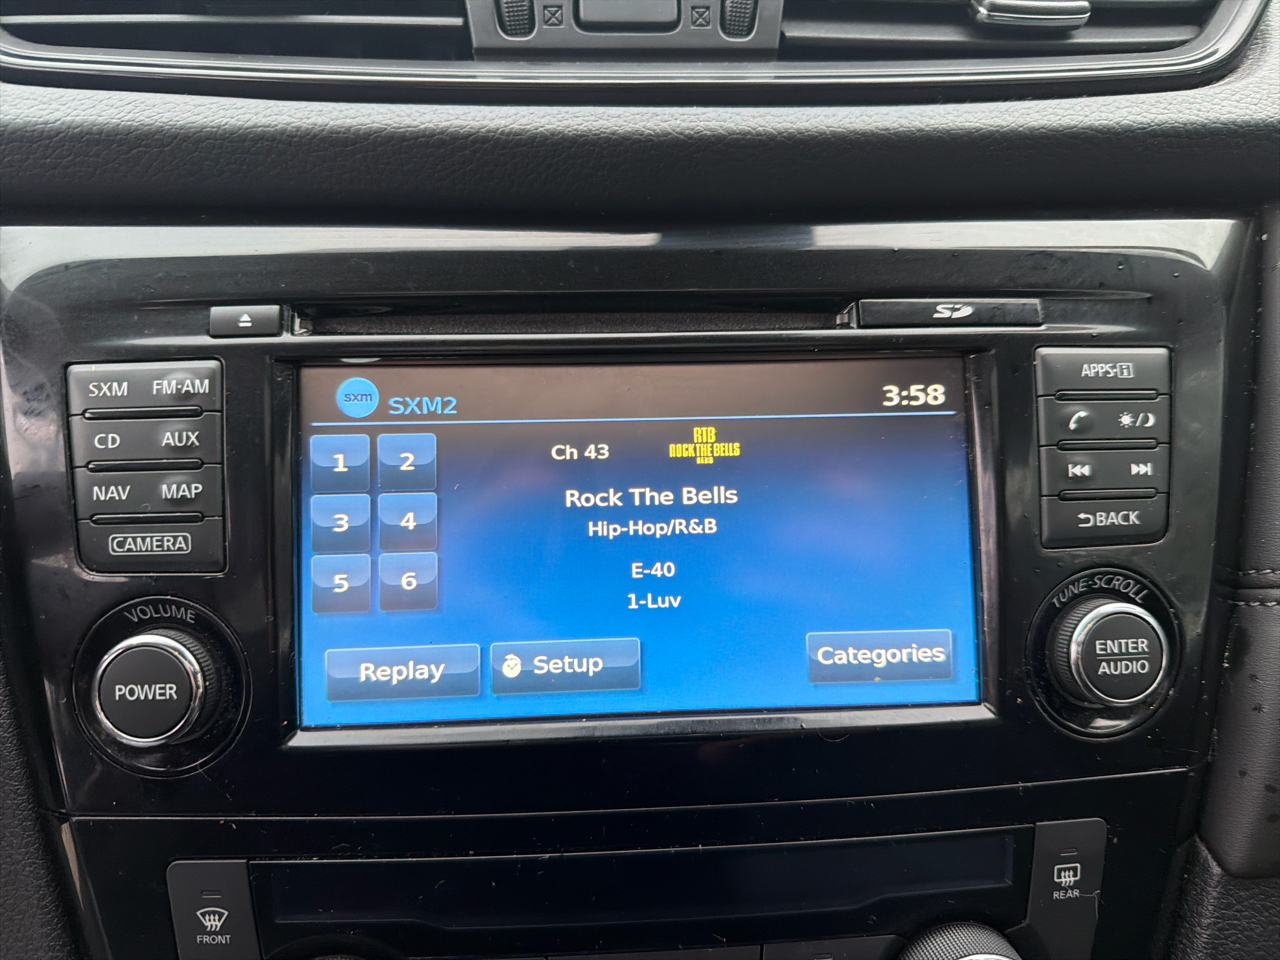 SD
SXM FM·AM
CD AUX
NAV MAP
CAMERA
VOLUME
POWER
sxm SXM2 3:58
1 2
3 4
5 6
Ch 43
RTB
ROCK THE BELLS
Rock The Bells
Hip-Hop/R&B
E-40
1-Luv
Replay Setup Categories
APPS·i
BACK
TUNE·SCROLL
ENTER
AUDIO
FRONT
REAR